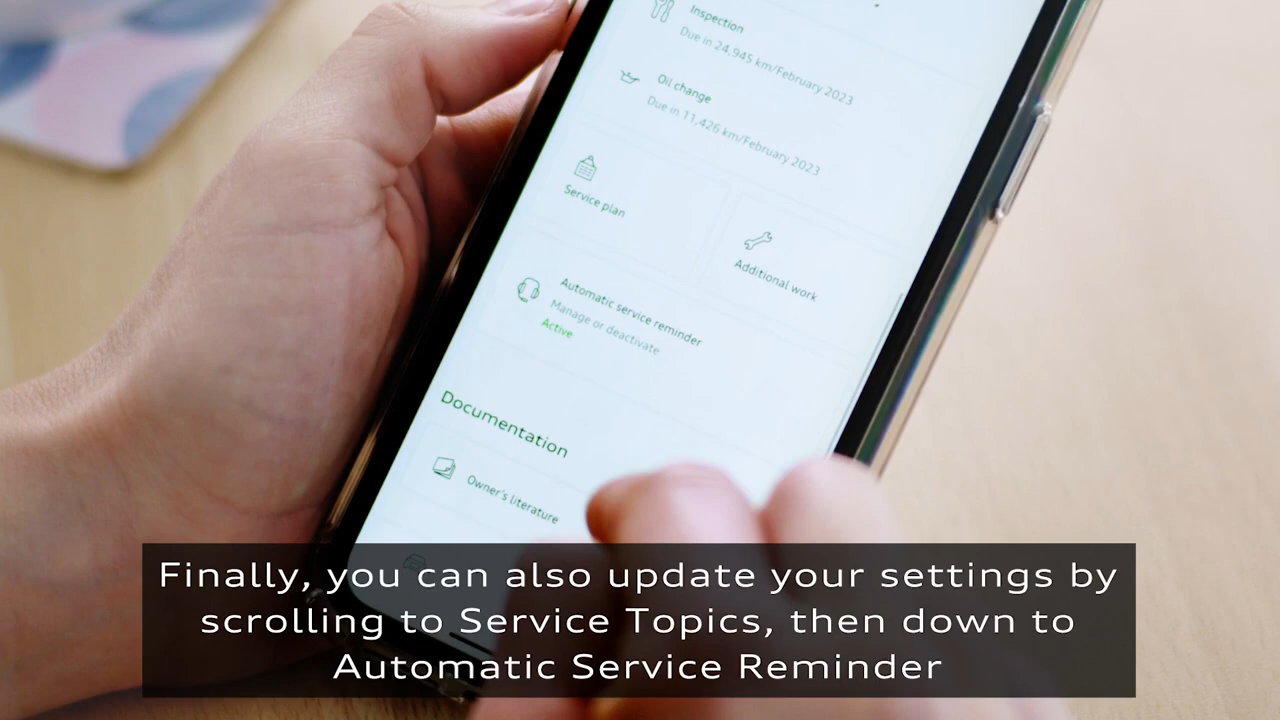 Inspection
Due in 24,945 km/February 2023
Oil change
Due in 11,426 km/February 2023
Service plan
Additional work
Automatic service reminder
Manage or deactivate
Active
Documentation
Owner's literature
Finally, you can also update your settings by
scrolling to Service Topics, then down to
Automatic Service Reminder